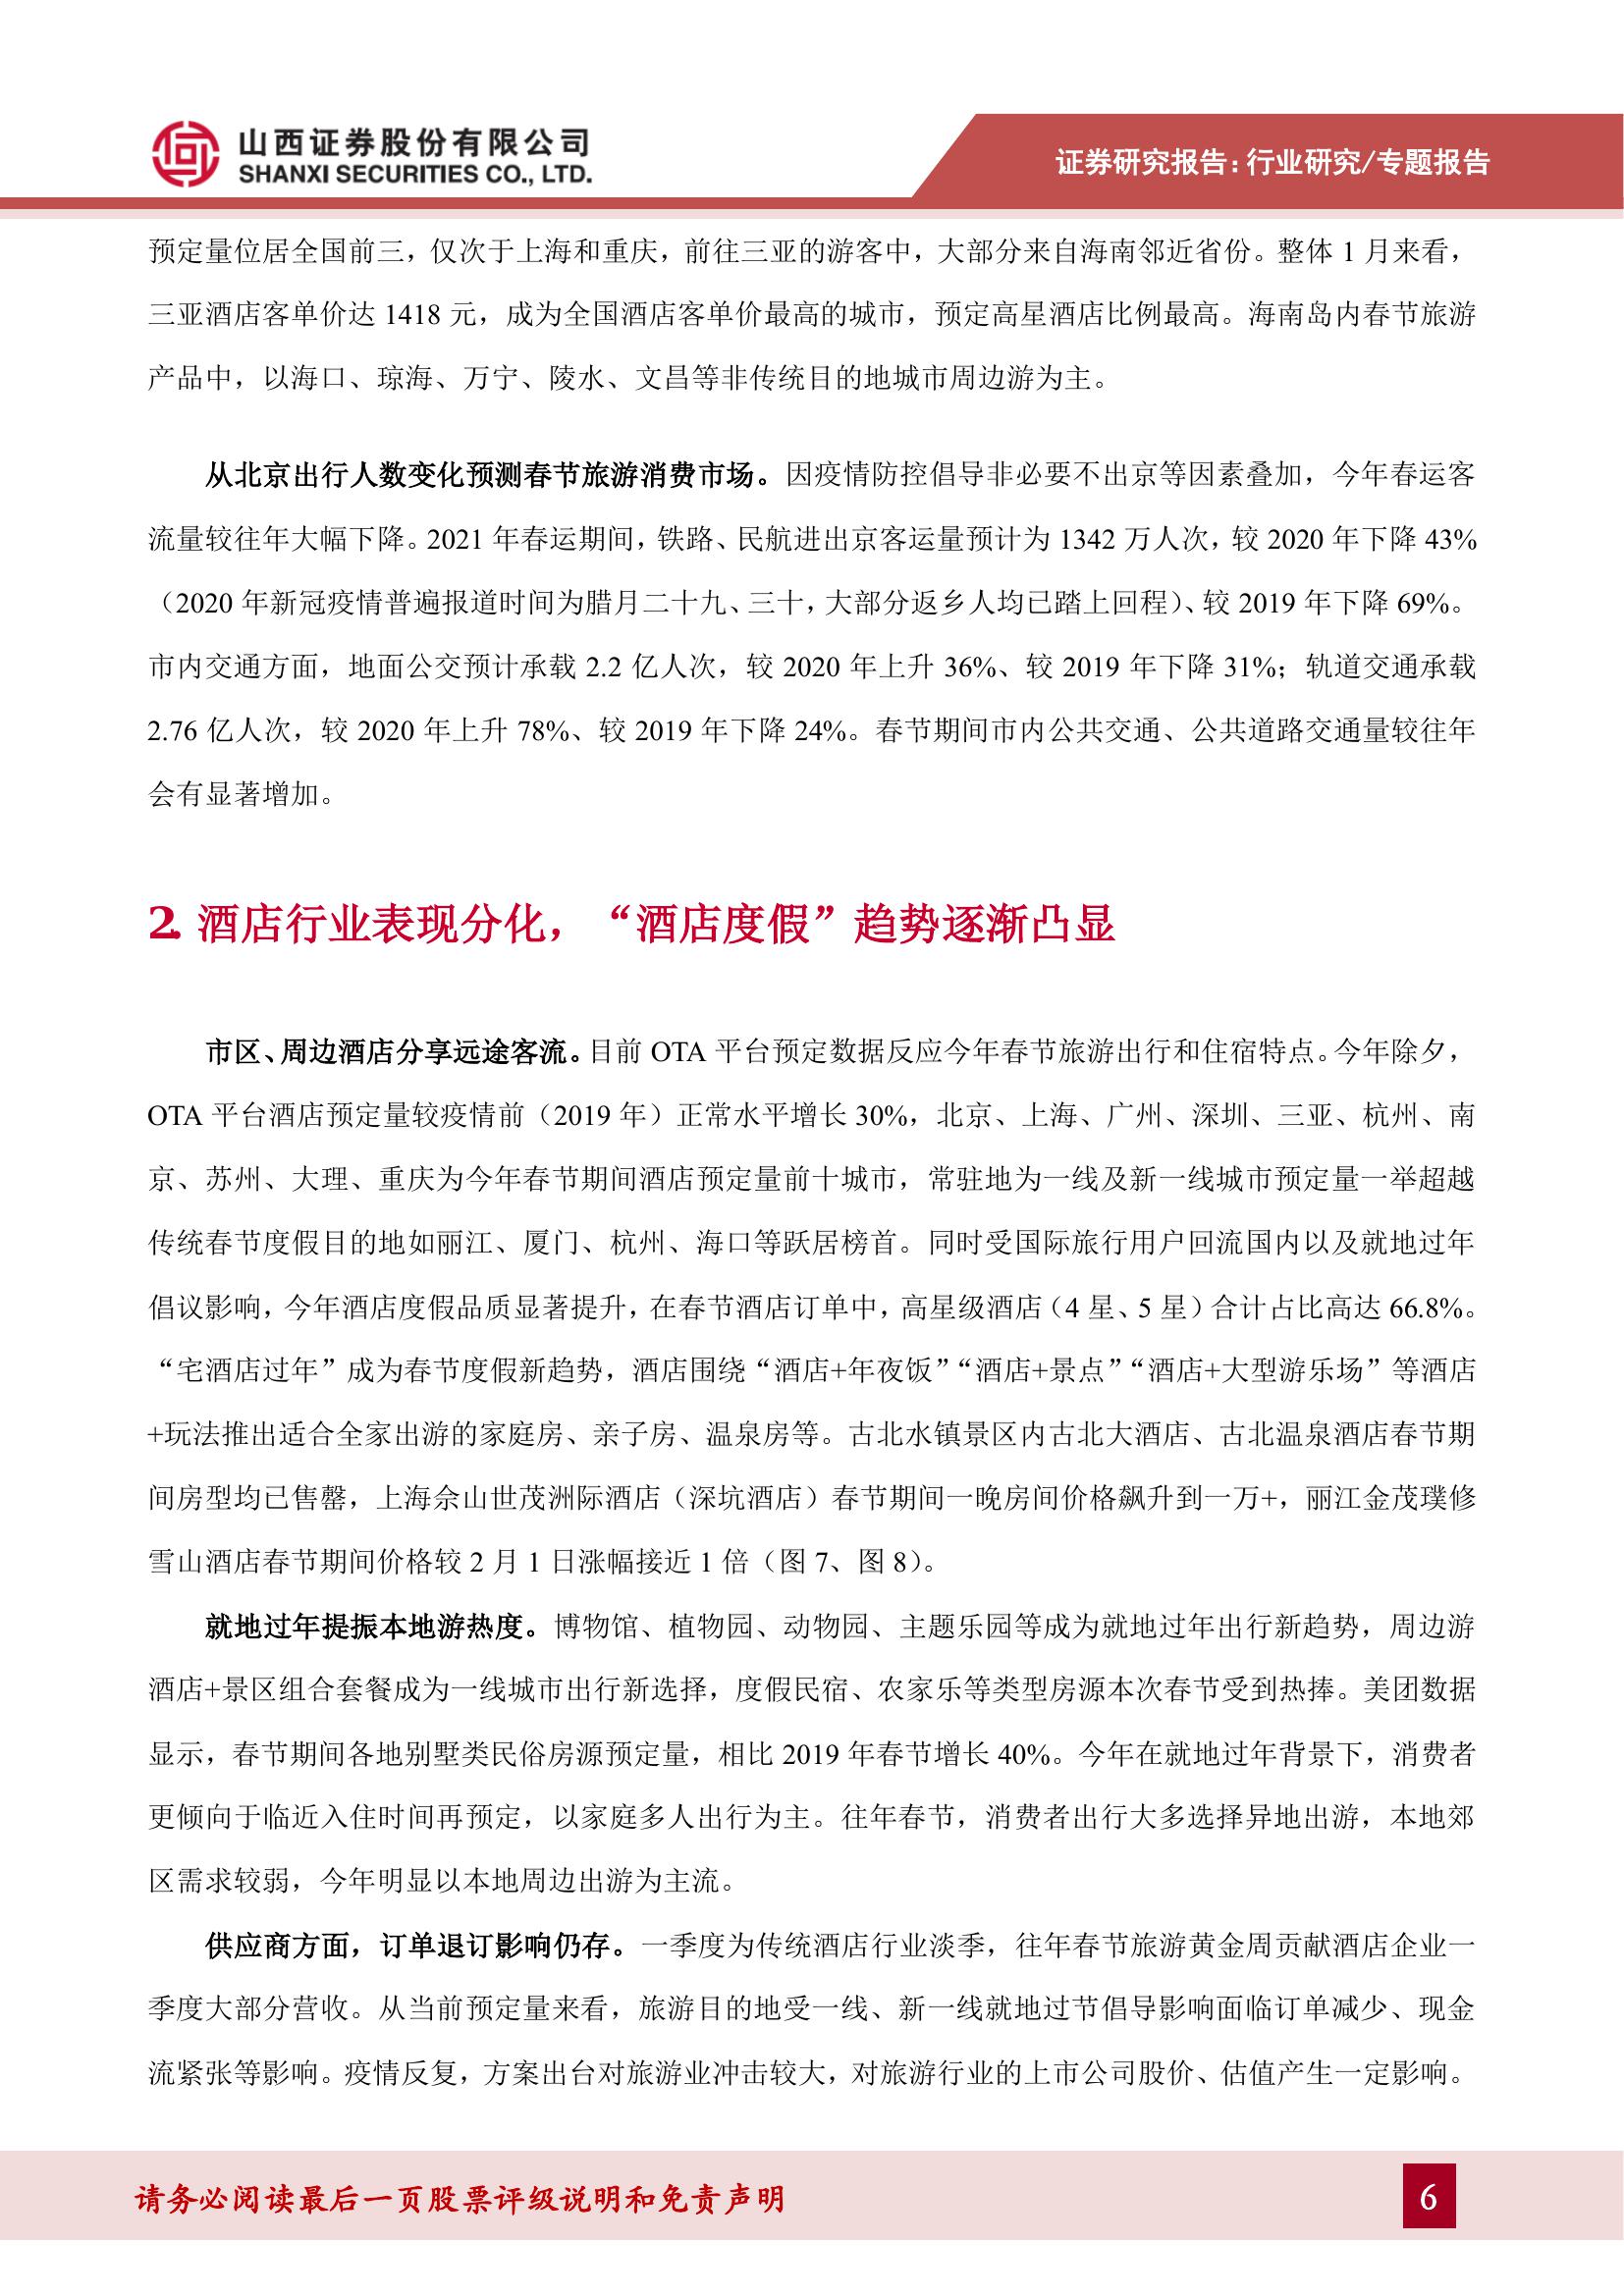 山西证券股份有限公司
SHANXI SECURITIES CO., LTD.
证券研究报告：行业研究/专题报告
预定量位居全国前三，仅次于上海和重庆，前往三亚的游客中，大部分来自海南邻近省份。整体 1 月来看，
三亚酒店客单价达 1418 元，成为全国酒店客单价最高的城市，预定高星酒店比例最高。海南岛内春节旅游
产品中，以海口、琼海、万宁、陵水、文昌等非传统目的地城市周边游为主。
从北京出行人数变化预测春节旅游消费市场。因疫情防控倡导非必要不出京等因素叠加，今年春运客
流量较往年大幅下降。2021 年春运期间，铁路、民航进出京客运量预计为 1342 万人次，较 2020 年下降 43%
（2020 年新冠疫情普遍报道时间为腊月二十九、三十，大部分返乡人均已踏上回程）、较 2019 年下降 69%。
市内交通方面，地面公交预计承载 2.2 亿人次，较 2020 年上升 36%、较 2019 年下降 31%；轨道交通承载
2.76 亿人次，较 2020 年上升 78%、较 2019 年下降 24%。春节期间市内公共交通、公共道路交通量较往年
会有显著增加。
2. 酒店行业表现分化，“酒店度假”趋势逐渐凸显
市区、周边酒店分享远途客流。目前 OTA 平台预定数据反应今年春节旅游出行和住宿特点。今年除夕，
OTA 平台酒店预定量较疫情前（2019 年）正常水平增长 30%，北京、上海、广州、深圳、三亚、杭州、南
京、苏州、大理、重庆为今年春节期间酒店预定量前十城市，常驻地为一线及新一线城市预定量一举超越
传统春节度假目的地如丽江、厦门、杭州、海口等跃居榜首。同时受国际旅行用户回流国内以及就地过年
倡议影响，今年酒店度假品质显著提升，在春节酒店订单中，高星级酒店（4 星、5 星）合计占比高达 66.8%。
“宅酒店过年”成为春节度假新趋势，酒店围绕“酒店+年夜饭”“酒店+景点”“酒店+大型游乐场”等酒店
+玩法推出适合全家出游的家庭房、亲子房、温泉房等。古北水镇景区内古北大酒店、古北温泉酒店春节期
间房型均已售罄，上海佘山世茂洲际酒店（深坑酒店）春节期间一晚房间价格飙升到一万+，丽江金茂璞修
雪山酒店春节期间价格较 2 月 1 日涨幅接近 1 倍（图 7、图 8）。
就地过年提振本地游热度。博物馆、植物园、动物园、主题乐园等成为就地过年出行新趋势，周边游
酒店+景区组合套餐成为一线城市出行新选择，度假民宿、农家乐等类型房源本次春节受到热捧。美团数据
显示，春节期间各地别墅类民俗房源预定量，相比 2019 年春节增长 40%。今年在就地过年背景下，消费者
更倾向于临近入住时间再预定，以家庭多人出行为主。往年春节，消费者出行大多选择异地出游，本地郊
区需求较弱，今年明显以本地周边出游为主流。
供应商方面，订单退订影响仍存。一季度为传统酒店行业淡季，往年春节旅游黄金周贡献酒店企业一
季度大部分营收。从当前预定量来看，旅游目的地受一线、新一线就地过节倡导影响面临订单减少、现金
流紧张等影响。疫情反复，方案出台对旅游业冲击较大，对旅游行业的上市公司股价、估值产生一定影响。
请务必阅读最后一页股票评级说明和免责声明
6